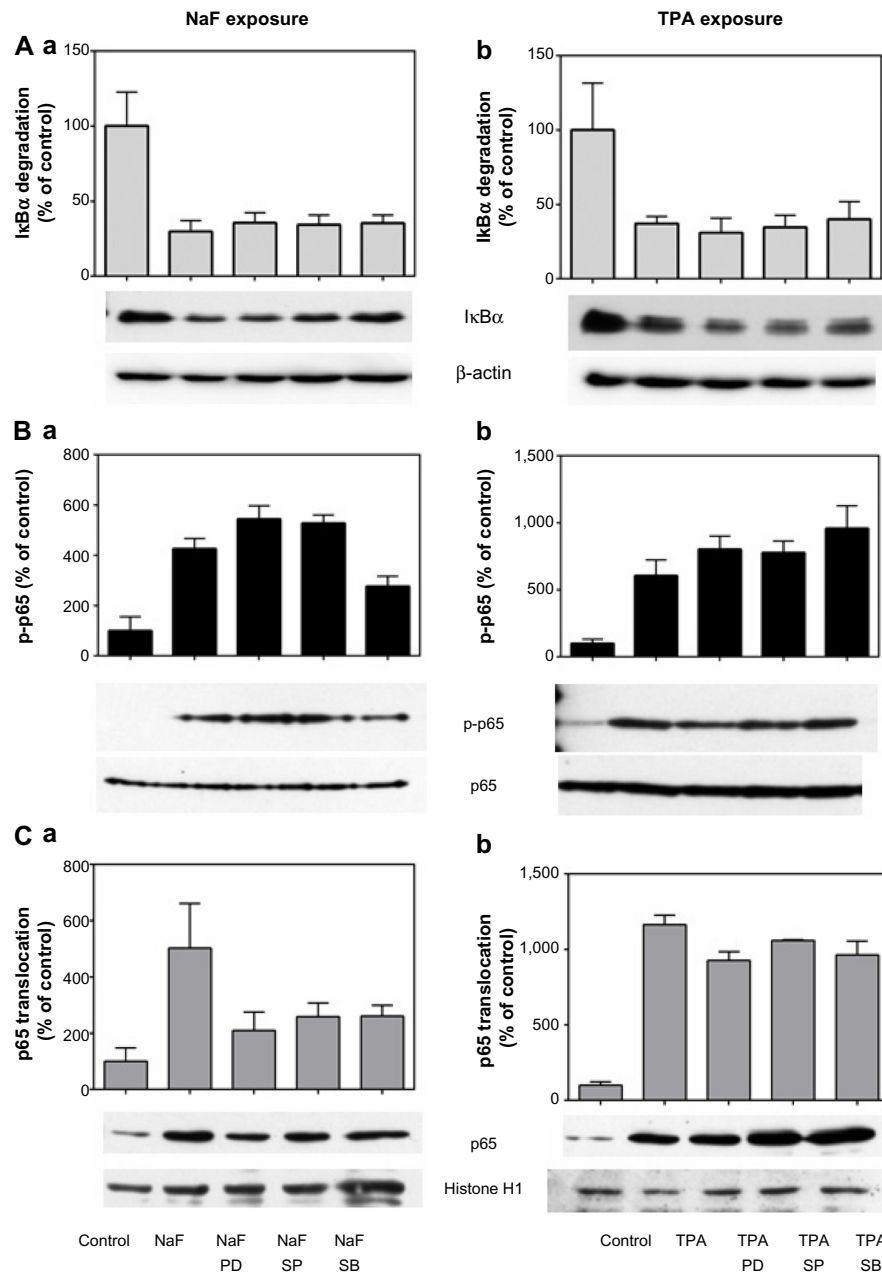 NaF exposure
TPA exposure
A a
b
IκBα degradation
(% of control)
150
100
50
0
IkBα degradation
(% of control)
150
100
50
0
IκBα
β-actin
B a
b
p-p65 (% of control)
800
600
400
200
0
p-p65 (% of control)
1,500
1,000
500
0
p-p65
p65
C a
b
p65 translocation
(% of control)
800
600
400
200
0
p65 translocation
(% of control)
1,500
1,000
500
0
p65
Histone H1
Control NaF NaF NaF NaF
PD SP SB
Control TPA TPA TPA TPA
PD SP SB